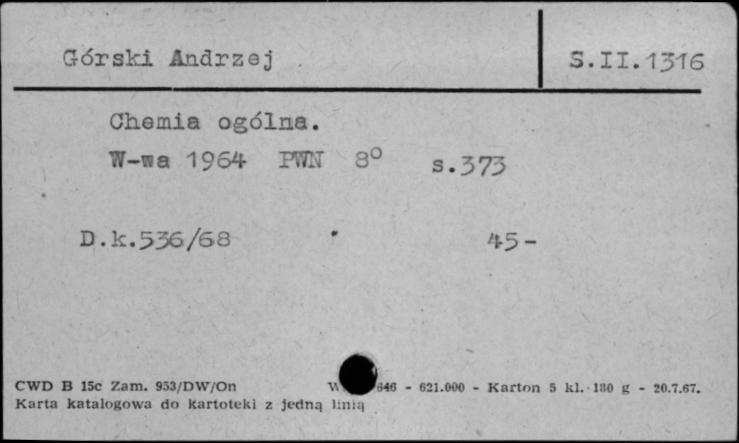 Górski Andrzej
S.II.1316
Chemia ogólna.
W-wa 1964 PWN 8° s.373
D.k.536/68 45-
CWD B 15c Zam. 953/DW/On 646 - 621.000 - Karton 5 kl. 180 g - 20.7.67.
Karta katalogowa do kartoteki z jedną linią